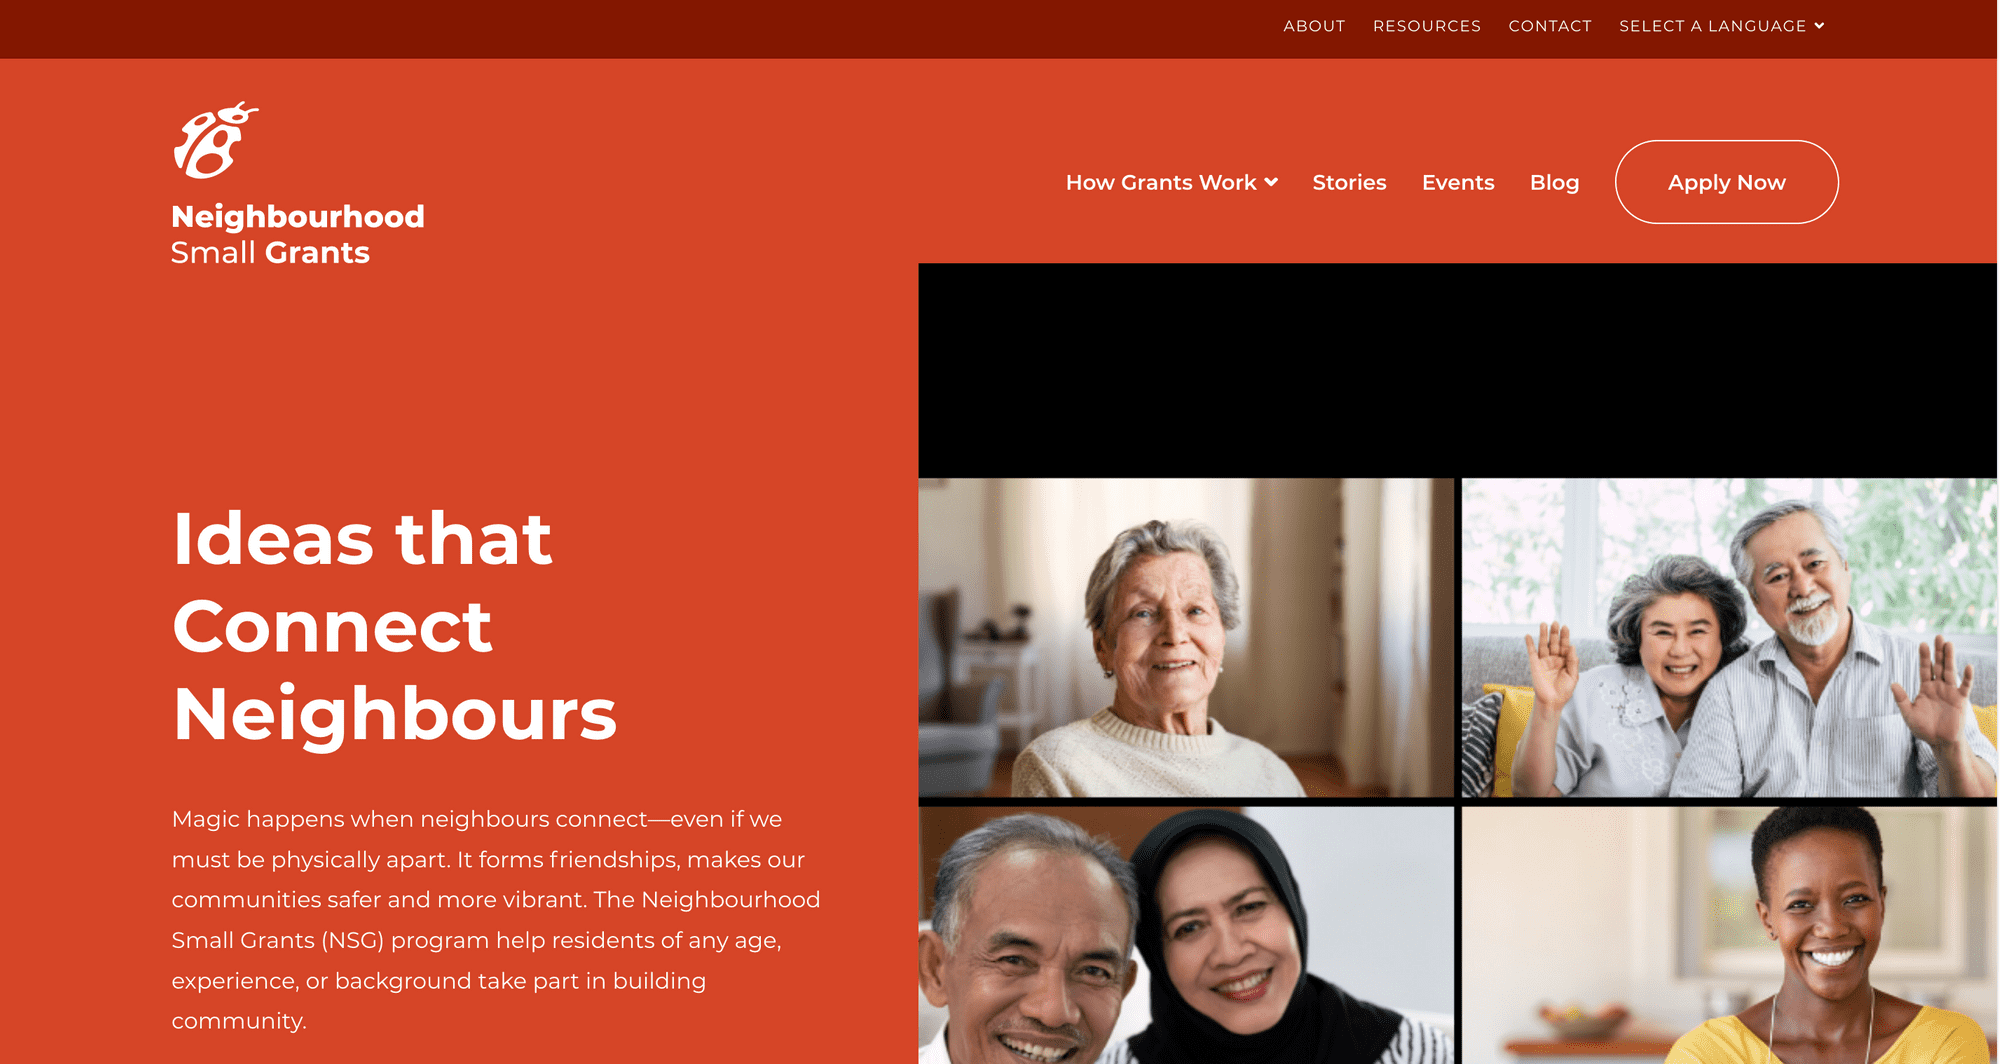 ABOUT RESOURCES CONTACT SELECT A LANGUAGE
Neighbourhood
Small Grants
How Grants Work Stories Events Blog Apply Now
Ideas that
Connect
Neighbours
Magic happens when neighbours connect—even if we
must be physically apart. It forms friendships, makes our
communities safer and more vibrant. The Neighbourhood
Small Grants (NSG) program help residents of any age,
experience, or background take part in building
community.